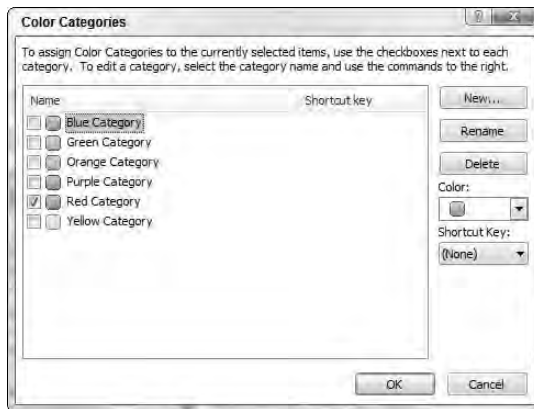 Color Categories
To assign Color Categories to the currently selected items, use the checkboxes next to each
category. To edit a category, select the category name and use the commands to the right.
Name Shortcut key
Blue Category
Green Category
Orange Category
Purple Category
Red Category
Yellow Category
New...
Rename
Delete
Color:
Shortcut Key:
(None)
OK Cancel